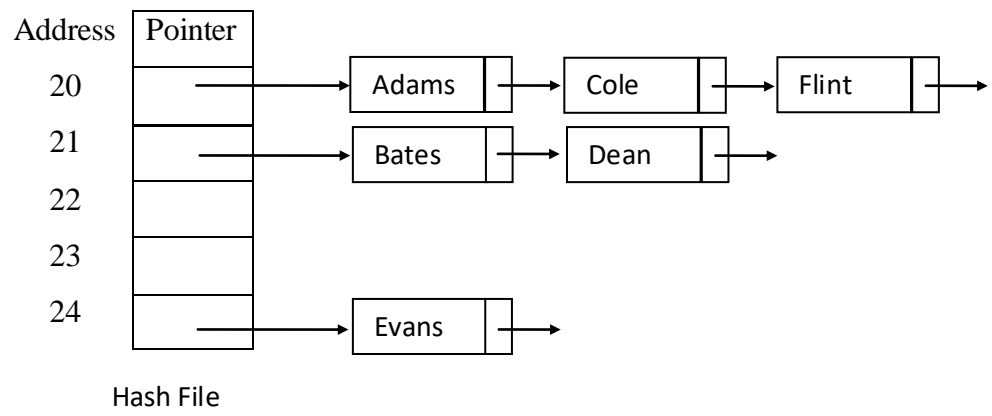 Address Pointer
20 Adams Cole Flint
21 Bates Dean
22
23
24 Evans
Hash File